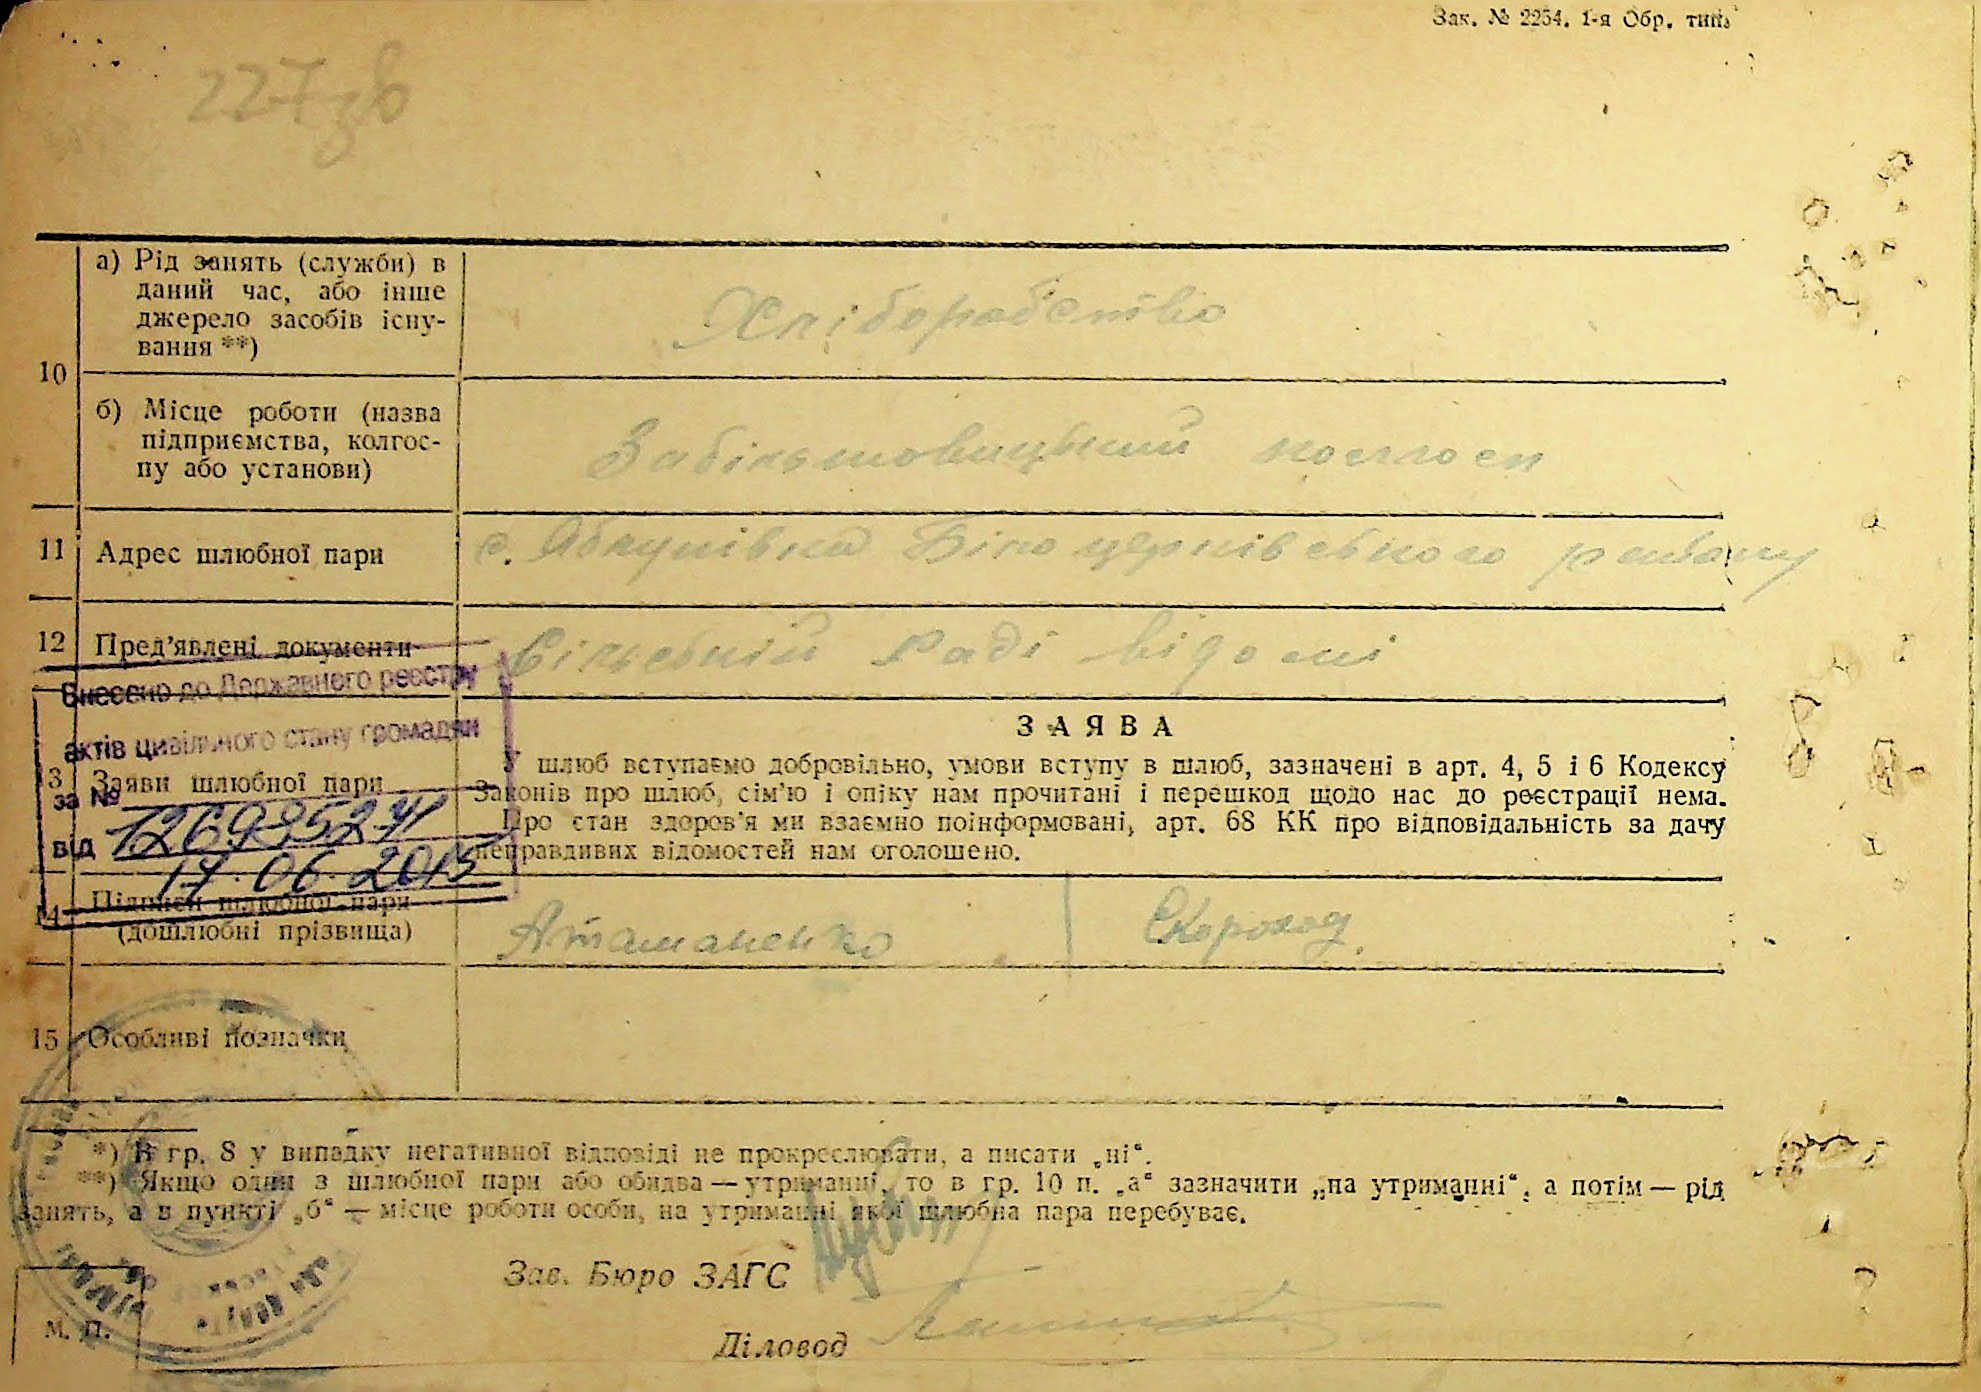 Зак. № 2254. 1-я Обр. тип.
227зв
10
а) Рід занять (служби) в
даний час, або інше
джерело засобів існу-
вання **)
Хліборобство
б) Місце роботи (назва
підприємства, колгос-
пу або установи)
колгосп
11 Адрес шлюбної пари
с. Яблунівка Білоцерківського району
12 Пред'явлені документи
сільській раді відомі
Внесено до Державного реєстру
актів цивільного стану громадян
за №
від
17.06.2015
13 Заяви шлюбної пари
ЗАЯВА
У шлюб вступаємо добровільно, умови вступу в шлюб, зазначені в арт. 4, 5 і 6 Кодексу
Законів про шлюб, сім'ю і опіку нам прочитані і перешкод щодо нас до реєстрації нема.
Про стан здоров'я ми взаємно поінформовані, арт. 68 КК про відповідальність за дачу
неправдивих відомостей нам оголошено.
14 Підписи шлюбної пари
(дошлюбні прізвища)
Атаманенко Скороход
15 Особливі позначки
*) В гр. 8 у випадку негативної відповіді не прокреслювати, а писати „ні“.
**) Якщо один з шлюбної пари або обидва — утриманці, то в гр. 10 п. „а“ зазначити „на утриманні“, а потім — рід
занять, а в пункті „б“ — місце роботи особи, на утриманні якої шлюбна пара перебуває.
Зав. Бюро ЗАГС
М. П.
Діловод